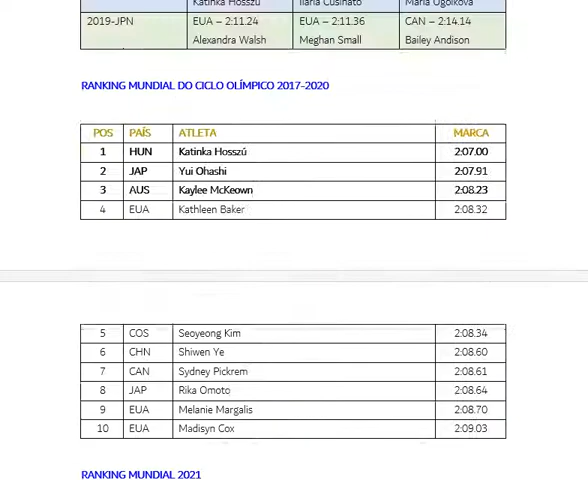 Katinka Hosszu Ilaria Cusinato Maria Ugolkova
2019-JPN EUA – 2:11.24 EUA – 2:11.36 CAN – 2:14.14
Alexandra Walsh Meghan Small Bailey Andison
RANKING MUNDIAL DO CICLO OLÍMPICO 2017-2020
POS PAÍS ATLETA MARCA
1 HUN Katinka Hosszú 2:07.00
2 JAP Yui Ohashi 2:07.91
3 AUS Kaylee McKeown 2:08.23
4 EUA Kathleen Baker 2:08.32
5 COS Seoyeong Kim 2:08.34
6 CHN Shiwen Ye 2:08.60
7 CAN Sydney Pickrem 2:08.61
8 JAP Rika Omoto 2:08.64
9 EUA Melanie Margalis 2:08.70
10 EUA Madisyn Cox 2:09.03
RANKING MUNDIAL 2021